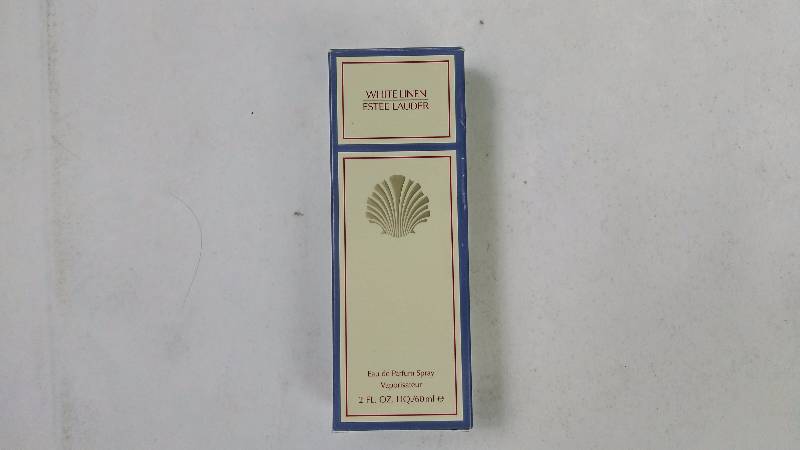 WHITE LINEN
ESTEE LAUDER
Eau de Parfum Spray
Vaporisateur
2 FL. OZ. LIQ./60 ml ℮